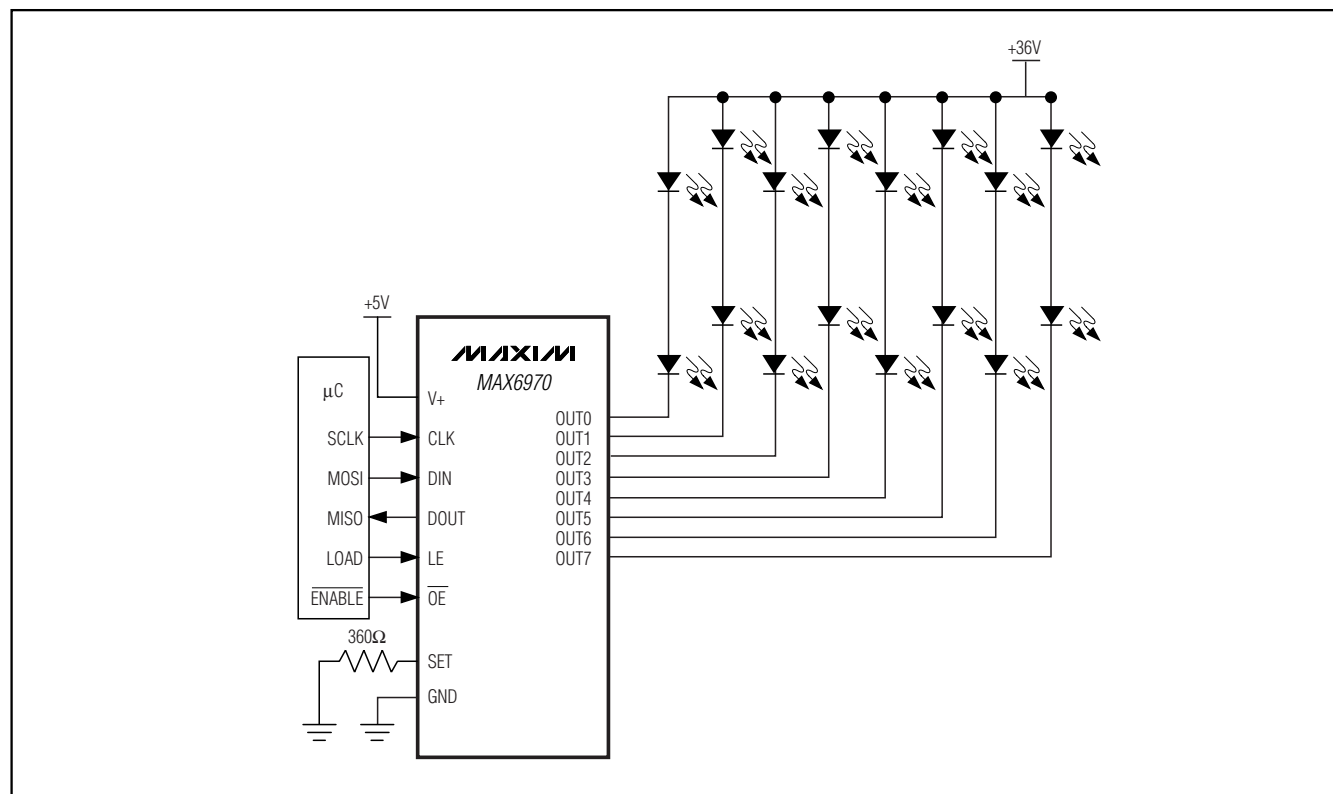 +36V
+5V
MAXIM
MAX6970
µC
V+
SCLK
CLK
MOSI
DIN
MISO
DOUT
LOAD
LE
ENABLE
OE
360Ω
SET
GND
OUT0
OUT1
OUT2
OUT3
OUT4
OUT5
OUT6
OUT7